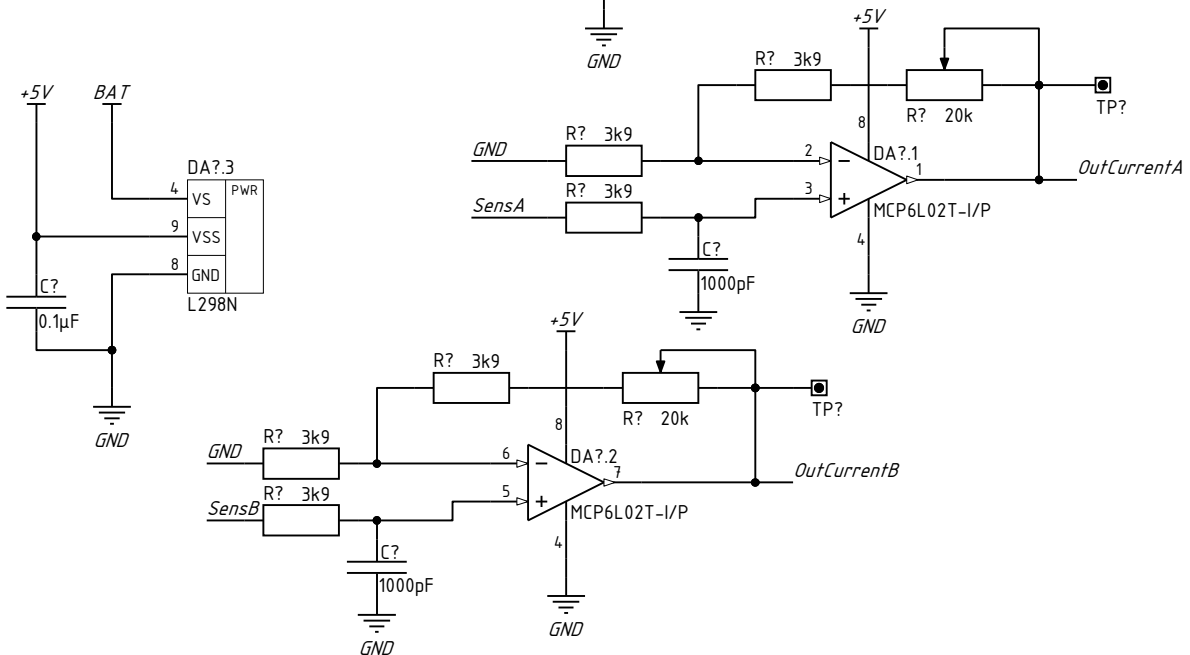 GND
+5V
R? 3k9
R? 20k
TP?
+5V
BAT
DA?.3
PWR
4 VS
9 VSS
8 GND
L298N
C?
0.1µF
GND
GND
R? 3k9
SensA
R? 3k9
8
2
3
DA?.1
1
OutCurrentA
MCP6L02T-I/P
4
C?
1000pF
GND
+5V
R? 3k9
R? 20k
TP?
8
GND
R? 3k9
SensB
R? 3k9
6
5
DA?.2
7
OutCurrentB
MCP6L02T-I/P
4
C?
1000pF
GND
GND